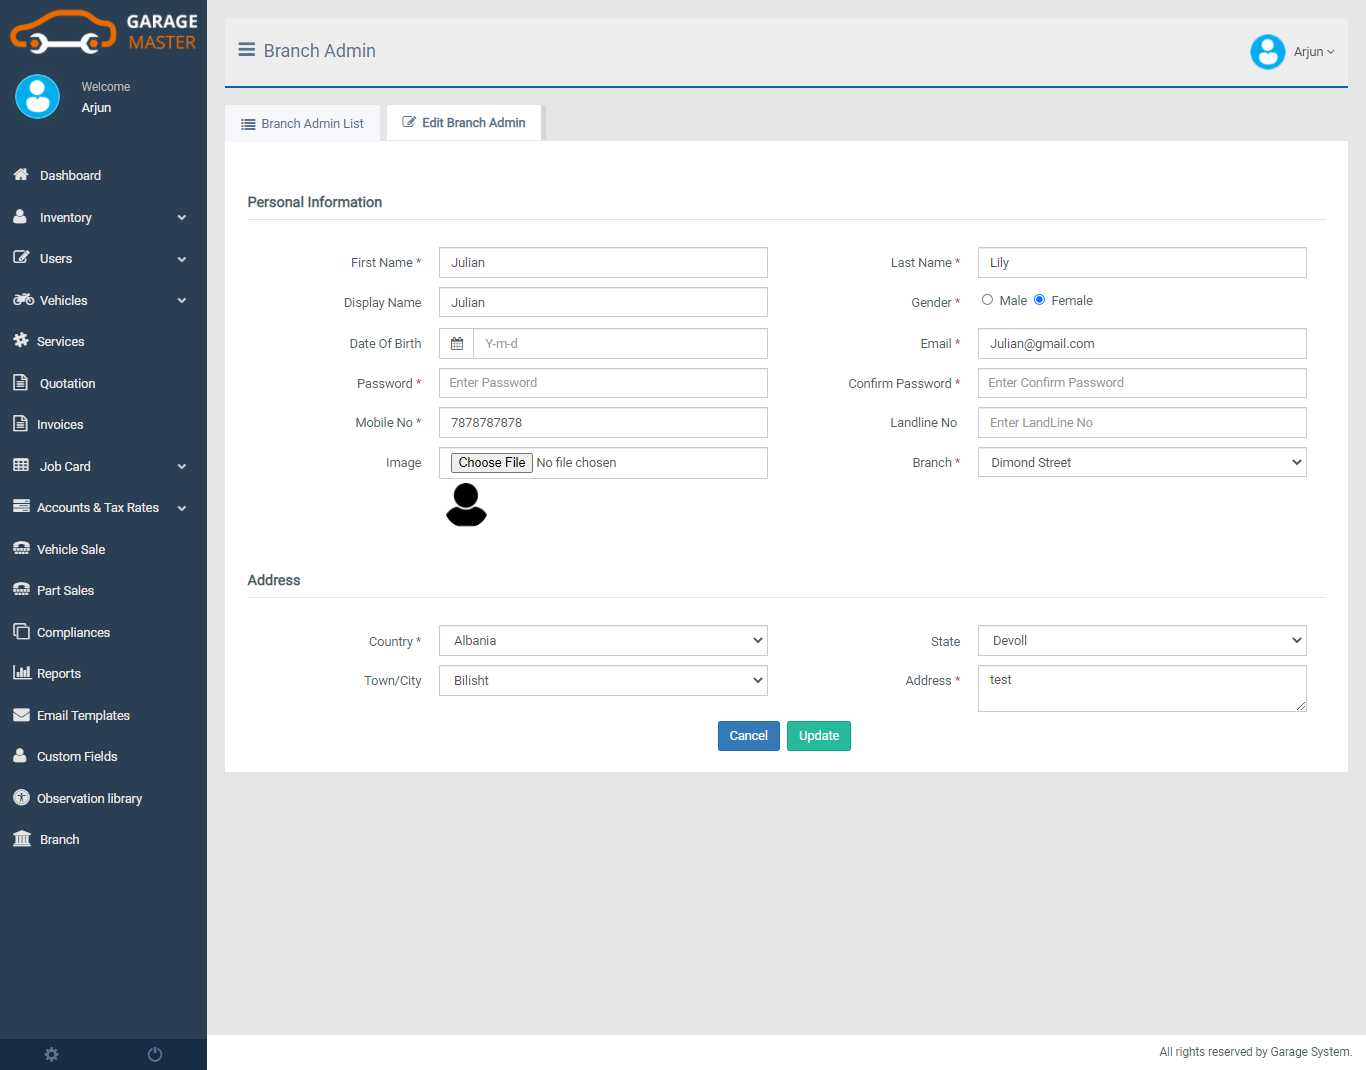 GARAGE
MASTER
Welcome
Arjun
Dashboard
Inventory
Users
Vehicles
Services
Quotation
Invoices
Job Card
Accounts & Tax Rates
Vehicle Sale
Part Sales
Compliances
Reports
Email Templates
Custom Fields
Observation library
Branch
Branch Admin
Arjun
Branch Admin List
Edit Branch Admin
Personal Information
First Name * Julian
Last Name * Lily
Display Name Julian
Gender * Male Female
Date Of Birth Y-m-d
Email * Julian@gmail.com
Password * Enter Password
Confirm Password * Enter Confirm Password
Mobile No * 7878787878
Landline No Enter LandLine No
Image Choose File No file chosen
Branch * Dimond Street
Address
Country * Albania
State Devoll
Town/City Bilisht
Address * test
Cancel Update
All rights reserved by Garage System.